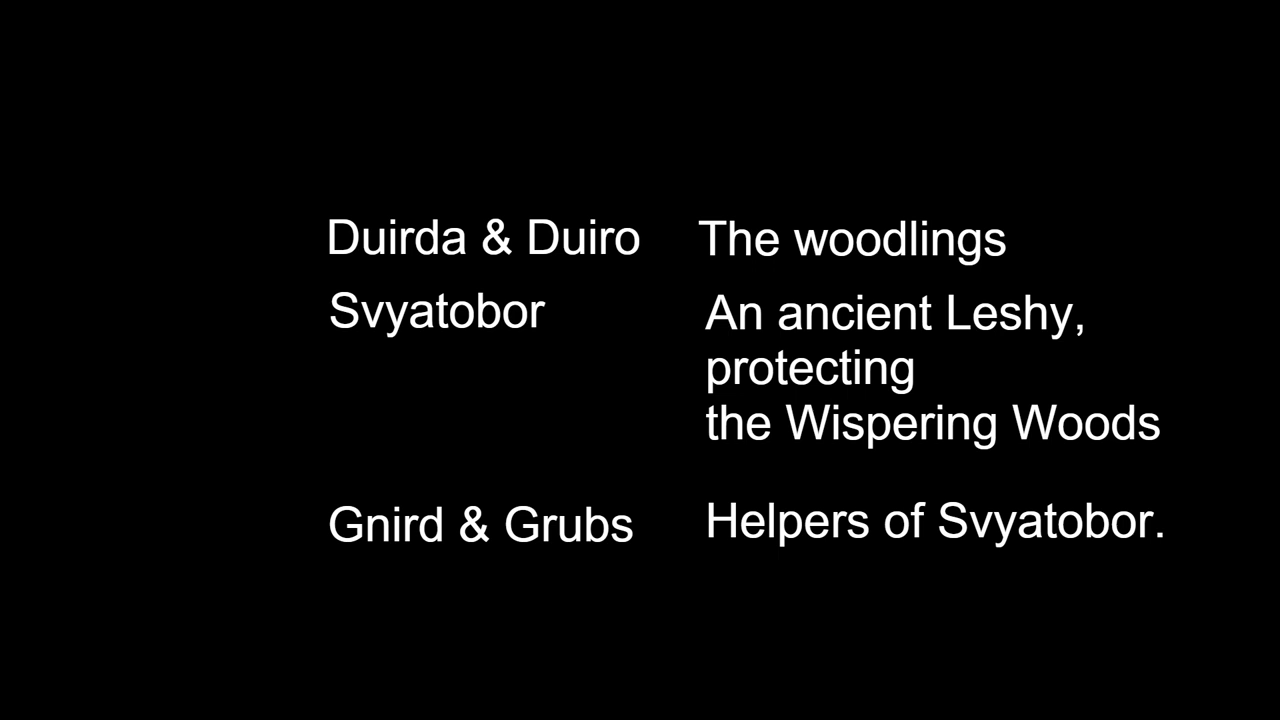 Duirda & Duiro The woodlings
Svyatobor An ancient Leshy,
protecting
the Wispering Woods
Gnird & Grubs Helpers of Svyatobor.